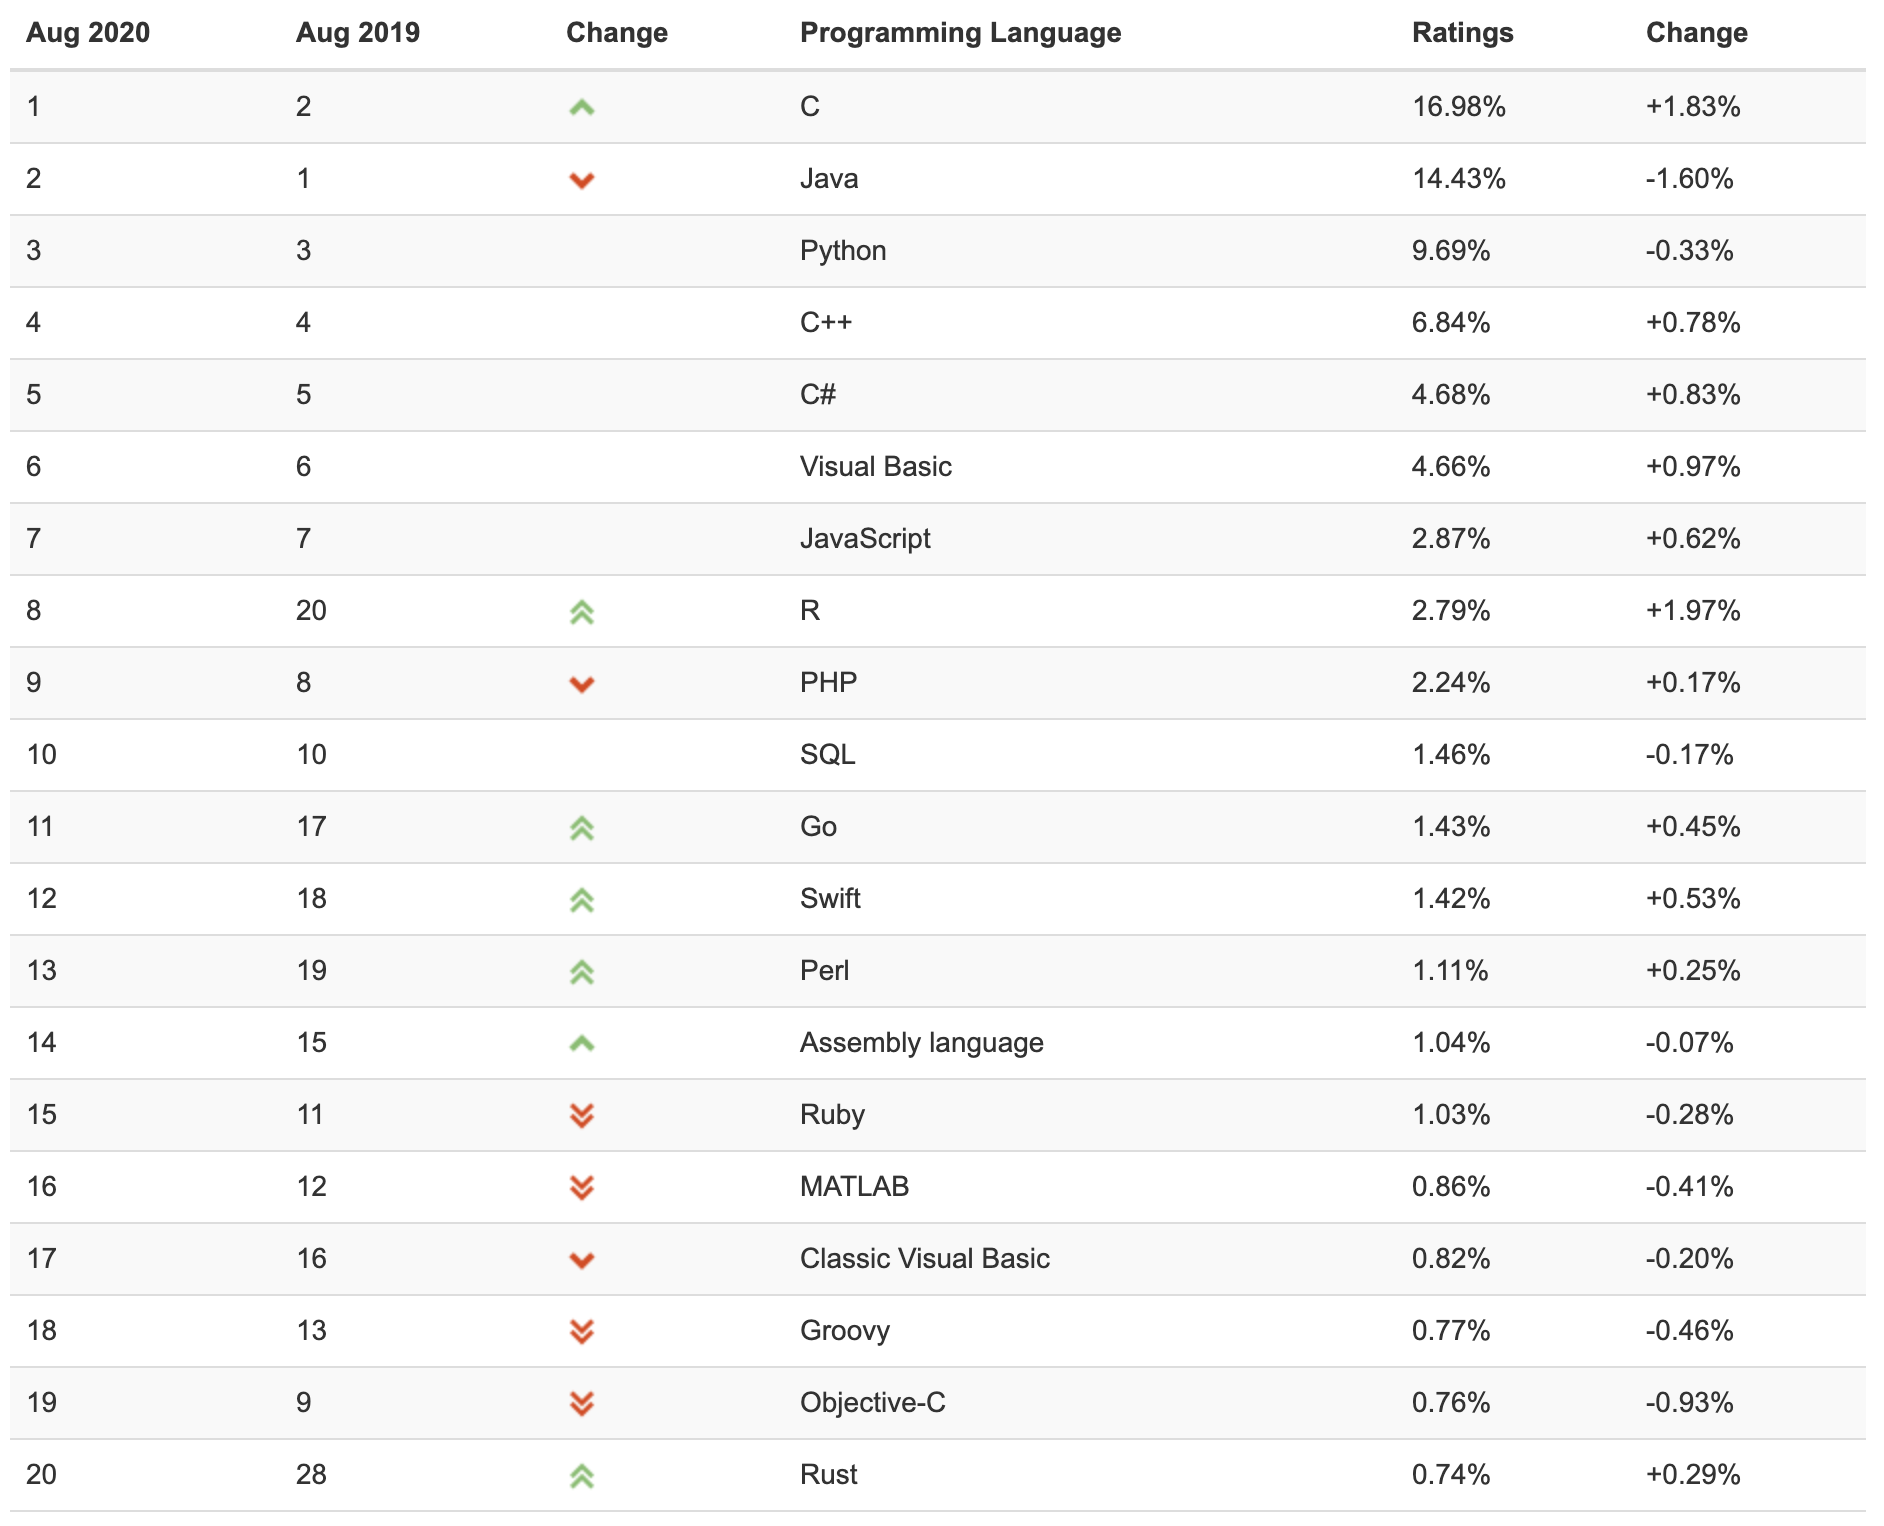 Aug 2020 Aug 2019 Change Programming Language Ratings Change
1 2 C 16.98% +1.83%
2 1 Java 14.43% -1.60%
3 3 Python 9.69% -0.33%
4 4 C++ 6.84% +0.78%
5 5 C# 4.68% +0.83%
6 6 Visual Basic 4.66% +0.97%
7 7 JavaScript 2.87% +0.62%
8 20 R 2.79% +1.97%
9 8 PHP 2.24% +0.17%
10 10 SQL 1.46% -0.17%
11 17 Go 1.43% +0.45%
12 18 Swift 1.42% +0.53%
13 19 Perl 1.11% +0.25%
14 15 Assembly language 1.04% -0.07%
15 11 Ruby 1.03% -0.28%
16 12 MATLAB 0.86% -0.41%
17 16 Classic Visual Basic 0.82% -0.20%
18 13 Groovy 0.77% -0.46%
19 9 Objective-C 0.76% -0.93%
20 28 Rust 0.74% +0.29%